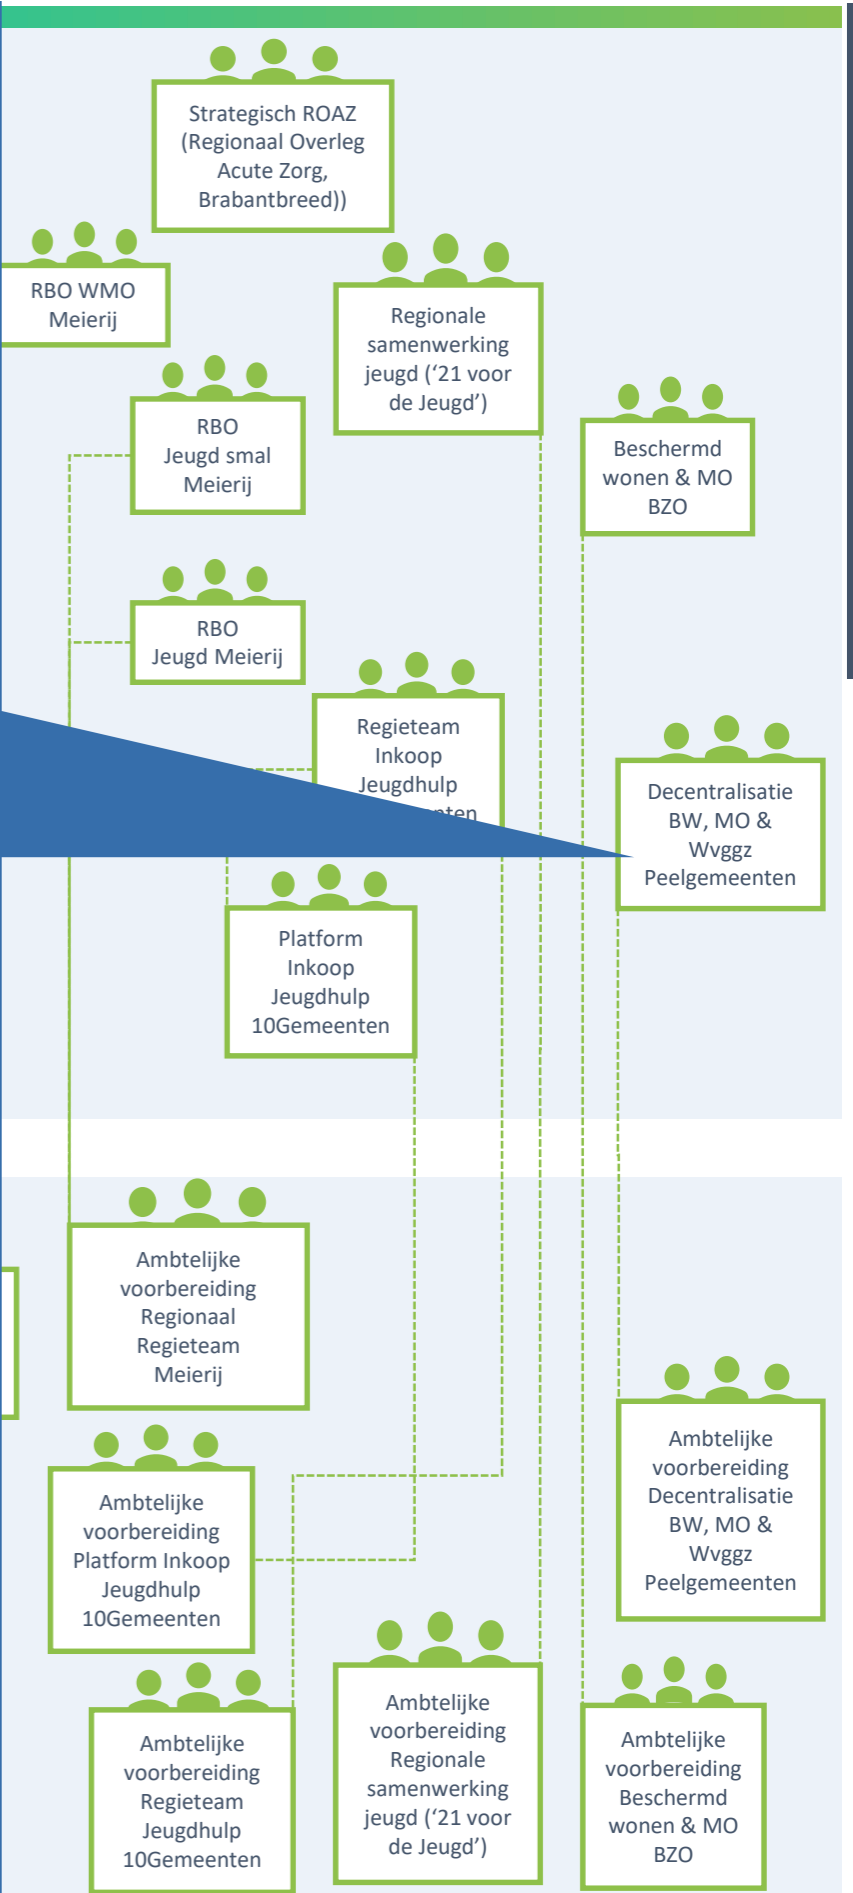 Strategisch ROAZ
(Regionaal Overleg
Acute Zorg,
Brabantbreed))
RBO WMO
Meierij
Regionale
samenwerking
jeugd (‘21 voor
de Jeugd’)
RBO
Jeugd smal
Meierij
Beschermd
wonen & MO
BZO
RBO
Jeugd Meierij
Regieteam
Inkoop
Jeugdhulp
Decentralisatie
BW, MO &
Wvggz
Peelgemeenten
Platform
Inkoop
Jeugdhulp
10Gemeenten
Ambtelijke
voorbereiding
Regionaal
Regieteam
Meierij
Ambtelijke
voorbereiding
Decentralisatie
BW, MO &
Wvggz
Peelgemeenten
Ambtelijke
voorbereiding
Platform Inkoop
Jeugdhulp
10Gemeenten
Ambtelijke
voorbereiding
Regieteam
Jeugdhulp
10Gemeenten
Ambtelijke
voorbereiding
Regionale
samenwerking
jeugd (‘21 voor
de Jeugd’)
Ambtelijke
voorbereiding
Beschermd
wonen & MO
BZO